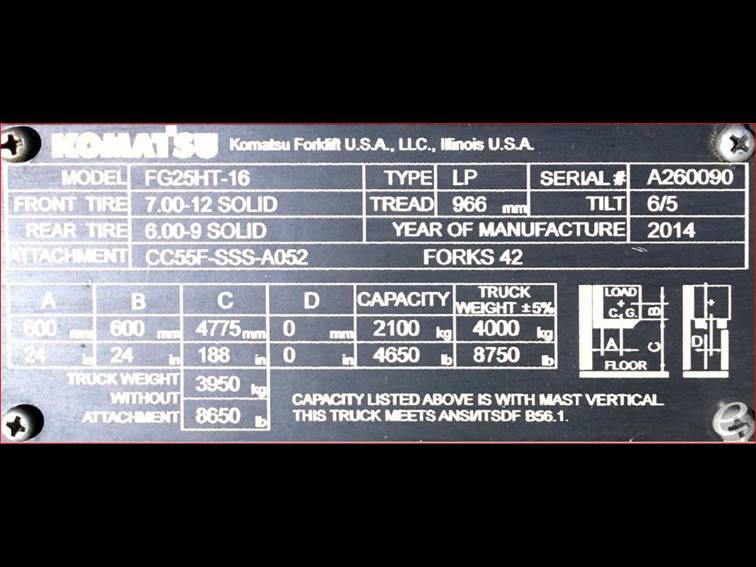 KOMATSU Komatsu Forklift U.S.A., LLC., Illinois U.S.A.
MODEL FG25HT-16 TYPE LP SERIAL # A260090
FRONT TIRE 7.00-12 SOLID TREAD 966 mm TILT 6/5
REAR TIRE 6.00-9 SOLID YEAR OF MANUFACTURE 2014
ATTACHMENT CC55F-SSS-A052 FORKS 42
A B C D CAPACITY TRUCK WEIGHT ±5%
600 mm 600 mm 4775 mm 0 mm 2100 kg 4000 kg
24 in 24 in 188 in 0 in 4650 lb 8750 lb
TRUCK WEIGHT WITHOUT ATTACHMENT 3950 kg
8650 lb
CAPACITY LISTED ABOVE IS WITH MAST VERTICAL.
THIS TRUCK MEETS ANSI/ITSDF B56.1.
LOAD
C. G. B
A C D
FLOOR